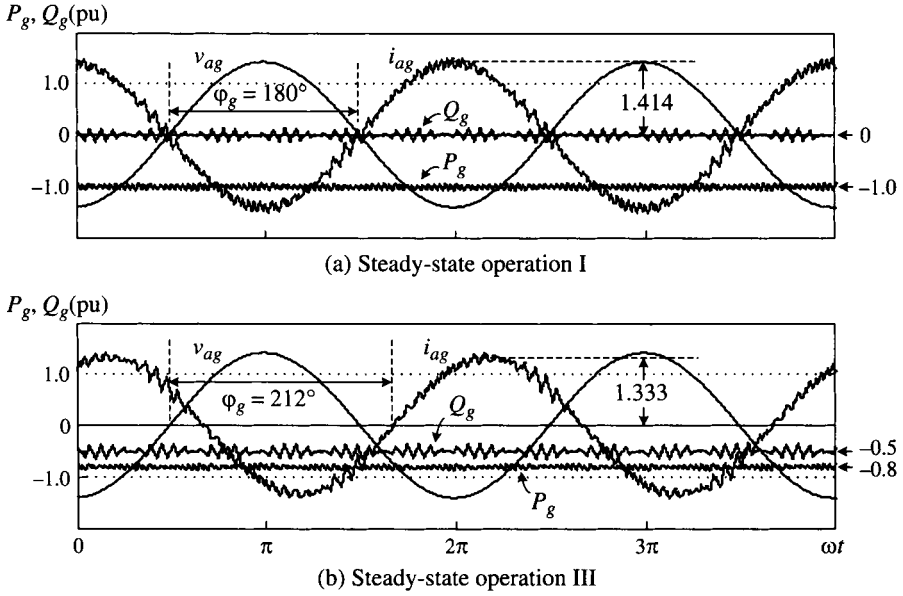 P_g, Q_g(pu)
v_ag
i_ag
1.0
φ_g = 180°
1.414
Q_g
0
0
P_g
−1.0
−1.0
(a) Steady-state operation I
P_g, Q_g(pu)
v_ag
i_ag
1.0
φ_g = 212°
1.333
Q_g
0
−0.5
−0.8
−1.0
P_g
0
π
2π
3π
ωt
(b) Steady-state operation III